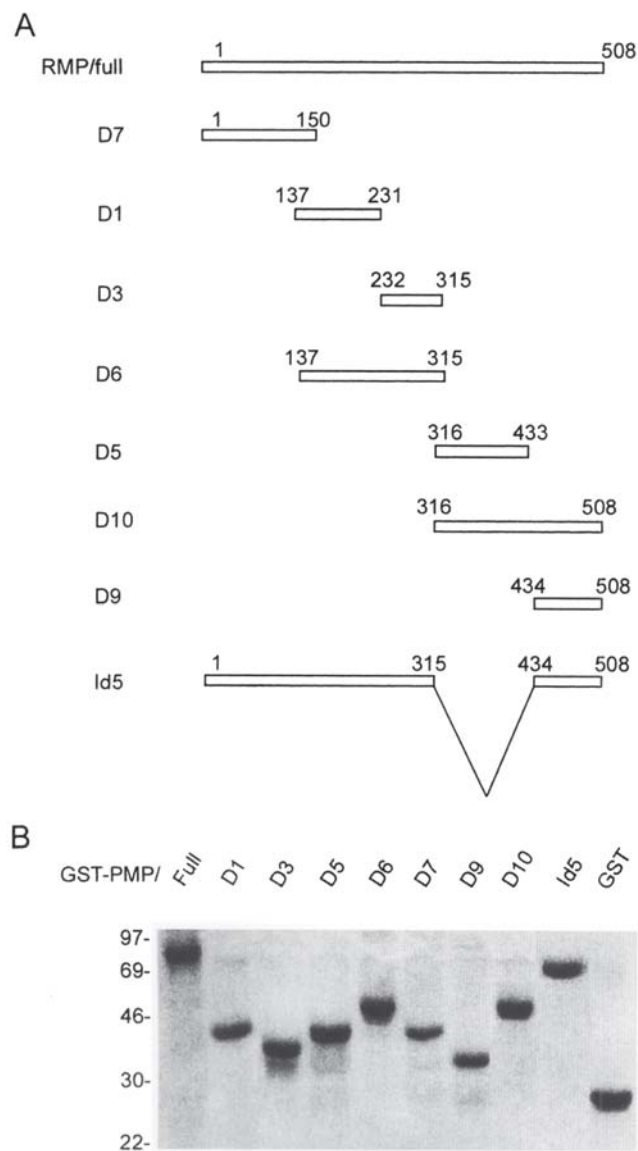 A
1 508
RMP/full
1 150
D7
137 231
D1
232 315
D3
137 315
D6
316 433
D5
316 508
D10
434 508
D9
1 315 434 508
Id5
B
GST-PMP/ Full D1 D3 D5 D6 D7 D9 D10 Id5 GST
97-
69-
46-
30-
22-